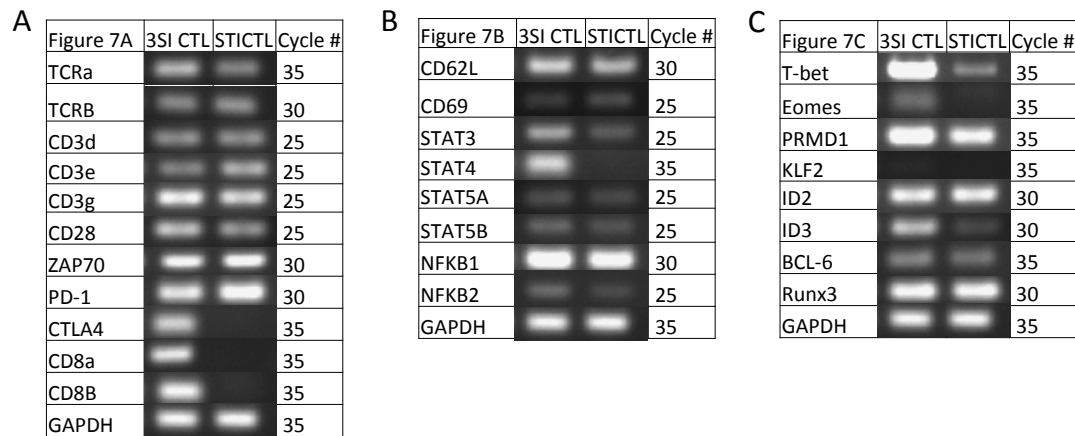 A
Figure 7A 3SI CTL STICTL Cycle #
TCRa 35
TCRB 30
CD3d 25
CD3e 25
CD3g 25
CD28 25
ZAP70 30
PD-1 30
CTLA4 35
CD8a 35
CD8B 35
GAPDH 35
B
Figure 7B 3SI CTL STICTL Cycle #
CD62L 30
CD69 25
STAT3 25
STAT4 35
STAT5A 25
STAT5B 25
NFKB1 30
NFKB2 25
GAPDH 35
C
Figure 7C 3SI CTL STICTL Cycle #
T-bet 35
Eomes 35
PRMD1 35
KLF2 35
ID2 30
ID3 30
BCL-6 35
Runx3 30
GAPDH 35